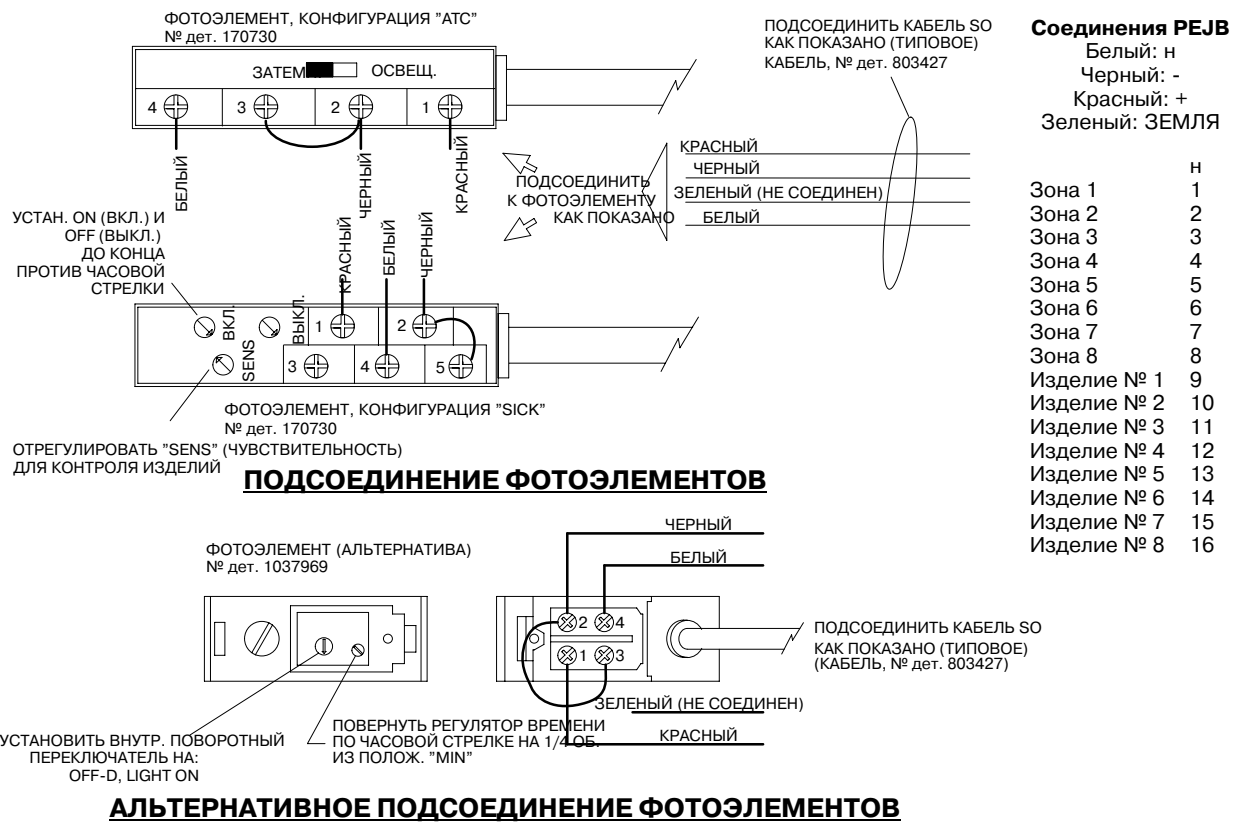 ФОТОЭЛЕМЕНТ, КОНФИГУРАЦИЯ "АТС"
№ дет. 170730
ЗАТЕМ
ОСВЕЩ.
4
3
2
1
БЕЛЫЙ
ЧЕРНЫЙ
КРАСНЫЙ
ПОДСОЕДИНИТЬ КАБЕЛЬ SO
КАК ПОКАЗАНО (ТИПОВОЕ)
КАБЕЛЬ, № дет. 803427
КРАСНЫЙ
ЧЕРНЫЙ
ЗЕЛЕНЫЙ (НЕ СОЕДИНЕН)
БЕЛЫЙ
ПОДСОЕДИНИТЬ
К ФОТОЭЛЕМЕНТУ
КАК ПОКАЗАНО
УСТАН. ON (ВКЛ.) И
OFF (ВЫКЛ.)
ДО КОНЦА
ПРОТИВ ЧАСОВОЙ
СТРЕЛКИ
КРАСНЫЙ
БЕЛЫЙ
ЧЕРНЫЙ
ВКЛ.
ВЫКЛ.
SENS
1
2
3
4
5
ФОТОЭЛЕМЕНТ, КОНФИГУРАЦИЯ "SICK"
№ дет. 170730
ОТРЕГУЛИРОВАТЬ "SENS" (ЧУВСТВИТЕЛЬНОСТЬ)
ДЛЯ КОНТРОЛЯ ИЗДЕЛИЙ
ПОДСОЕДИНЕНИЕ ФОТОЭЛЕМЕНТОВ
Соединения PEJB
Белый: н
Черный: -
Красный: +
Зеленый: ЗЕМЛЯ
н
Зона 1 1
Зона 2 2
Зона 3 3
Зона 4 4
Зона 5 5
Зона 6 6
Зона 7 7
Зона 8 8
Изделие № 1 9
Изделие № 2 10
Изделие № 3 11
Изделие № 4 12
Изделие № 5 13
Изделие № 6 14
Изделие № 7 15
Изделие № 8 16
ФОТОЭЛЕМЕНТ (АЛЬТЕРНАТИВА)
№ дет. 1037969
ЧЕРНЫЙ
БЕЛЫЙ
2
4
1
3
ПОДСОЕДИНИТЬ КАБЕЛЬ SO
КАК ПОКАЗАНО (ТИПОВОЕ)
(КАБЕЛЬ, № дет. 803427)
ЗЕЛЕНЫЙ (НЕ СОЕДИНЕН)
КРАСНЫЙ
УСТАНОВИТЬ ВНУТР. ПОВОРОТНЫЙ
ПЕРЕКЛЮЧАТЕЛЬ НА:
OFF-D, LIGHT ON
ПОВЕРНУТЬ РЕГУЛЯТОР ВРЕМЕНИ
ПО ЧАСОВОЙ СТРЕЛКЕ НА 1/4 ОБ.
ИЗ ПОЛОЖ. "MIN"
АЛЬТЕРНАТИВНОЕ ПОДСОЕДИНЕНИЕ ФОТОЭЛЕМЕНТОВ